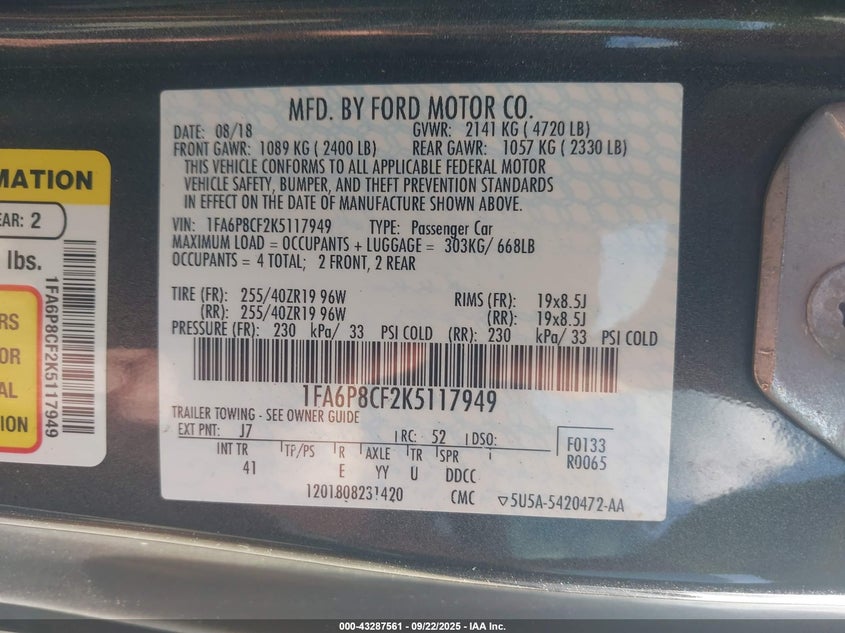 MFD. BY FORD MOTOR CO.
DATE: 08/18 GVWR: 2141 KG ( 4720 LB)
FRONT GAWR: 1089 KG ( 2400 LB) REAR GAWR: 1057 KG ( 2330 LB)
THIS VEHICLE CONFORMS TO ALL APPLICABLE FEDERAL MOTOR
VEHICLE SAFETY, BUMPER, AND THEFT PREVENTION STANDARDS
IN EFFECT ON THE DATE OF MANUFACTURE SHOWN ABOVE.
VIN: 1FA6P8CF2K5117949 TYPE: Passenger Car
MAXIMUM LOAD = OCCUPANTS + LUGGAGE = 303KG/ 668LB
OCCUPANTS = 4 TOTAL; 2 FRONT, 2 REAR
TIRE (FR): 255/40ZR19 96W RIMS (FR): 19x8.5J
(RR): 255/40ZR19 96W (RR): 19x8.5J
PRESSURE (FR): 230 kPa/ 33 PSI COLD (RR): 230 kPa/ 33 PSI COLD
1FA6P8CF2K5117949
TRAILER TOWING - SEE OWNER GUIDE
EXT PNT: J7 RC: 52 DSO: F0133
INT TR TP/PS R AXLE TR SPR R0065
41 E YY U DDCC
1201808231420 CMC ▽5U5A-5420472-AA
MATION
EAR: 2
lbs.
RS
OR
AL
ION
1FA6P8CF2K5117949
000-43287561 - 09/22/2025 - IAA Inc.